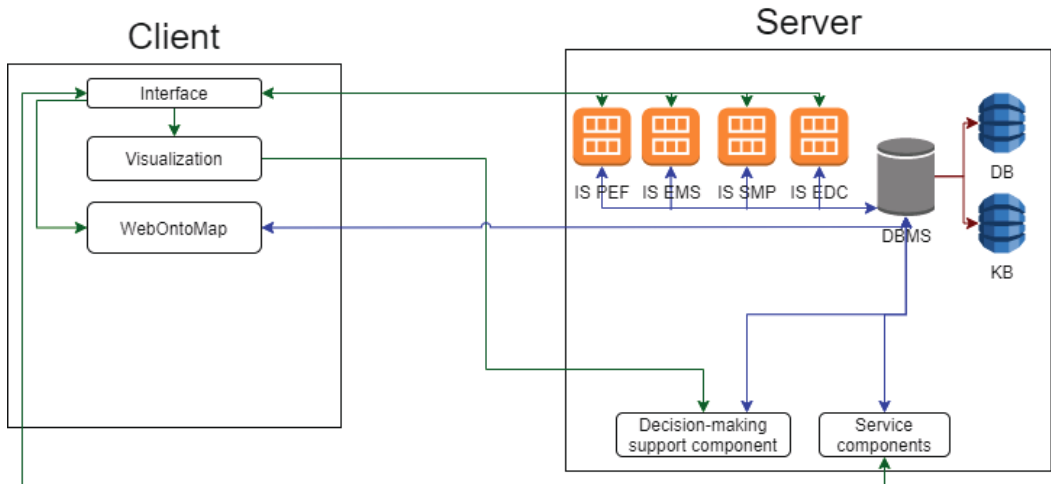 Client
Server
Interface
Visualization
WebOntoMap
IS PEF
IS EMS
IS SMP
IS EDC
DBMS
DB
KB
Decision-making
support component
Service
components